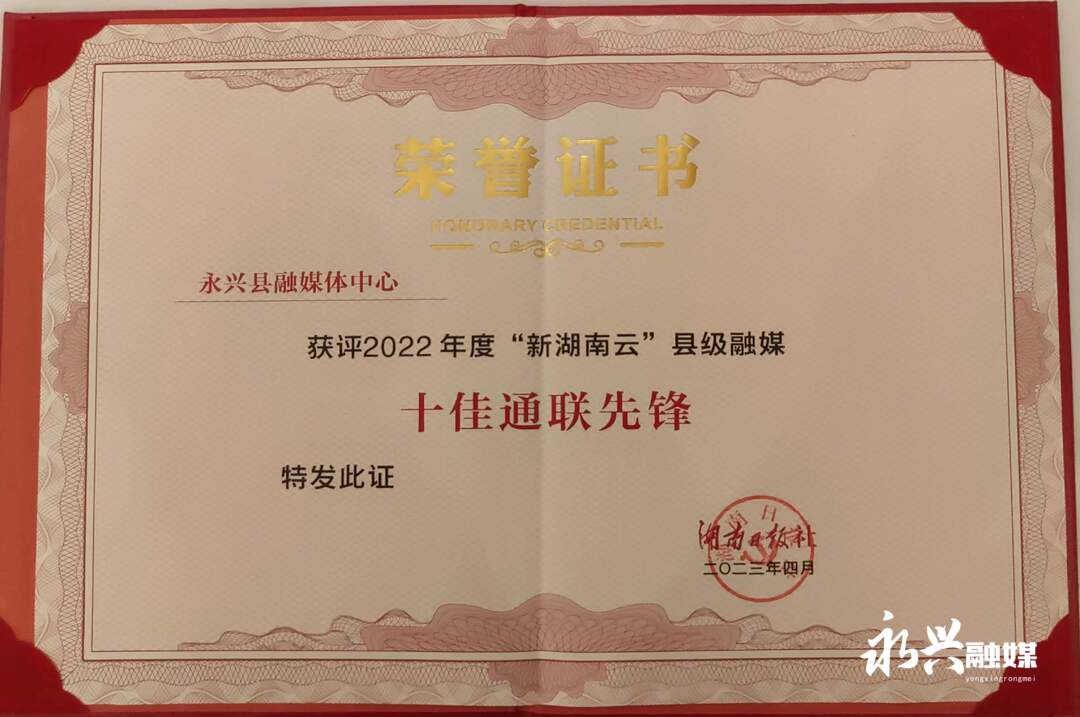 荣誉证书
HONORARY CREDENTIAL
永兴县融媒体中心
获评2022年度“新湖南云”县级融媒
十佳通联先锋
特发此证
湖南日报社
二〇二三年四月
永兴融媒
yongxingrongmei